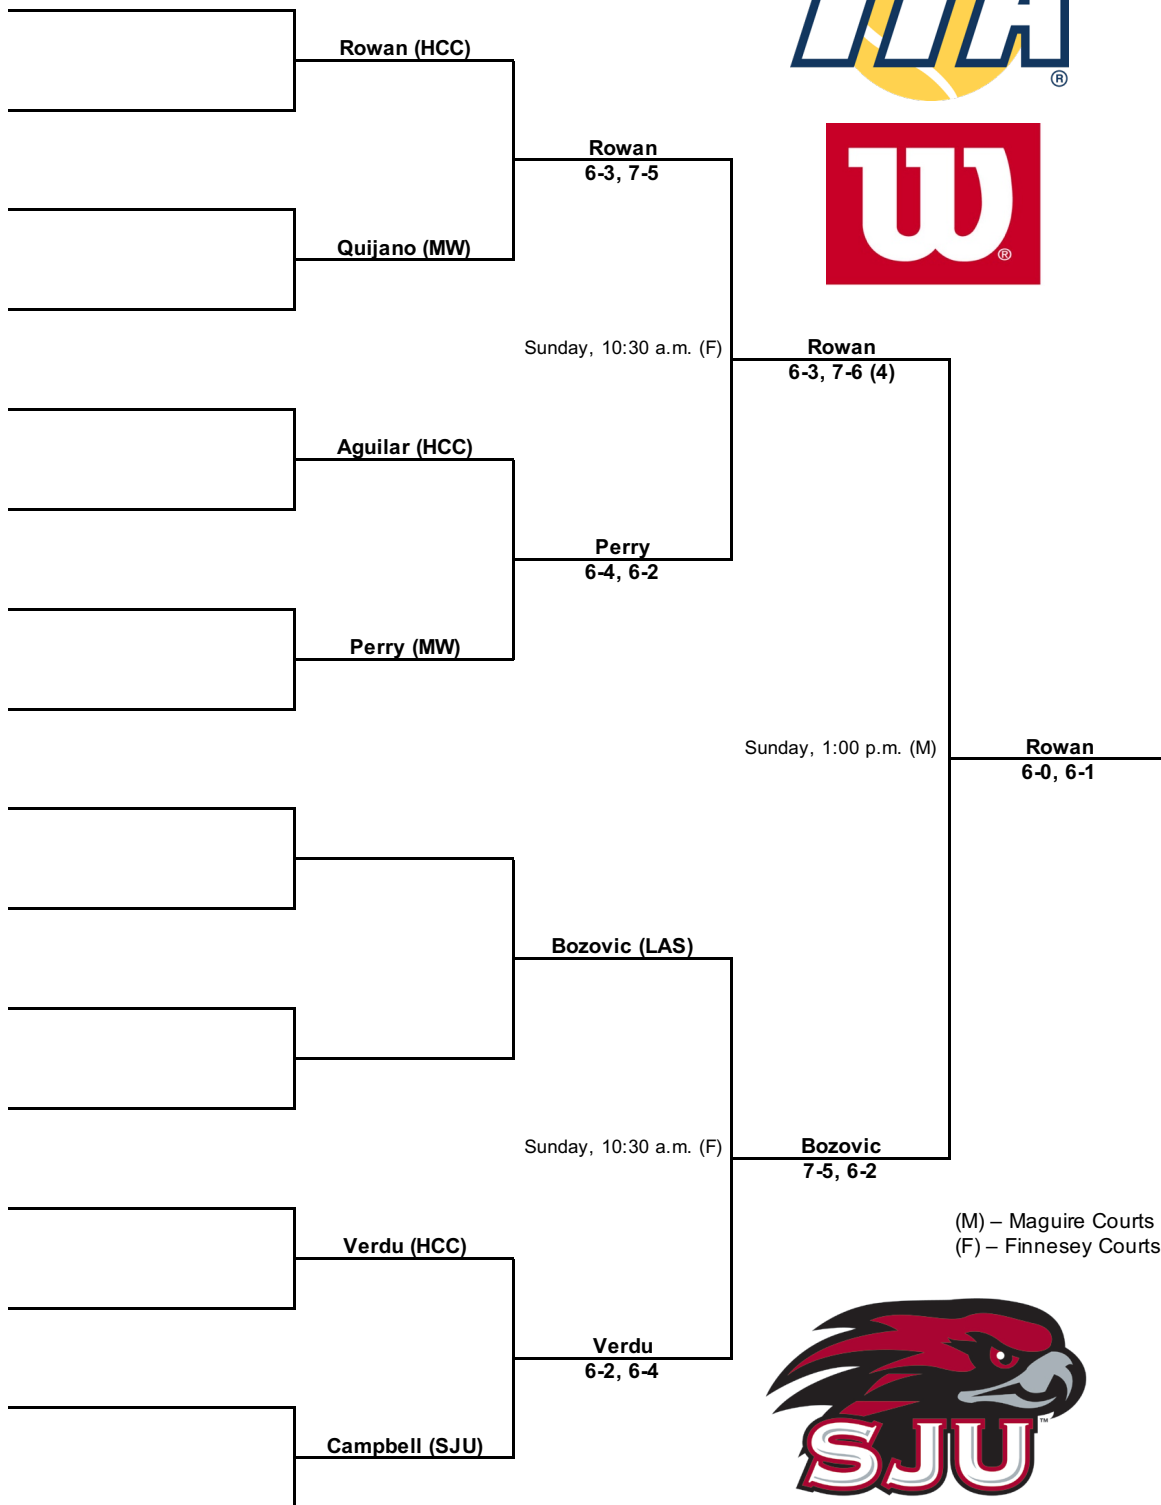 ITA
®
Rowan (HCC)
Rowan
6-3, 7-5
W
®
Quijano (MW)
Sunday, 10:30 a.m. (F)
Rowan
6-3, 7-6 (4)
Aguilar (HCC)
Perry
6-4, 6-2
Perry (MW)
Sunday, 1:00 p.m. (M)
Rowan
6-0, 6-1
Bozovic (LAS)
Sunday, 10:30 a.m. (F)
Bozovic
7-5, 6-2
(M) – Maguire Courts
(F) – Finnesey Courts
Verdu (HCC)
Verdu
6-2, 6-4
Campbell (SJU)
SJU
™